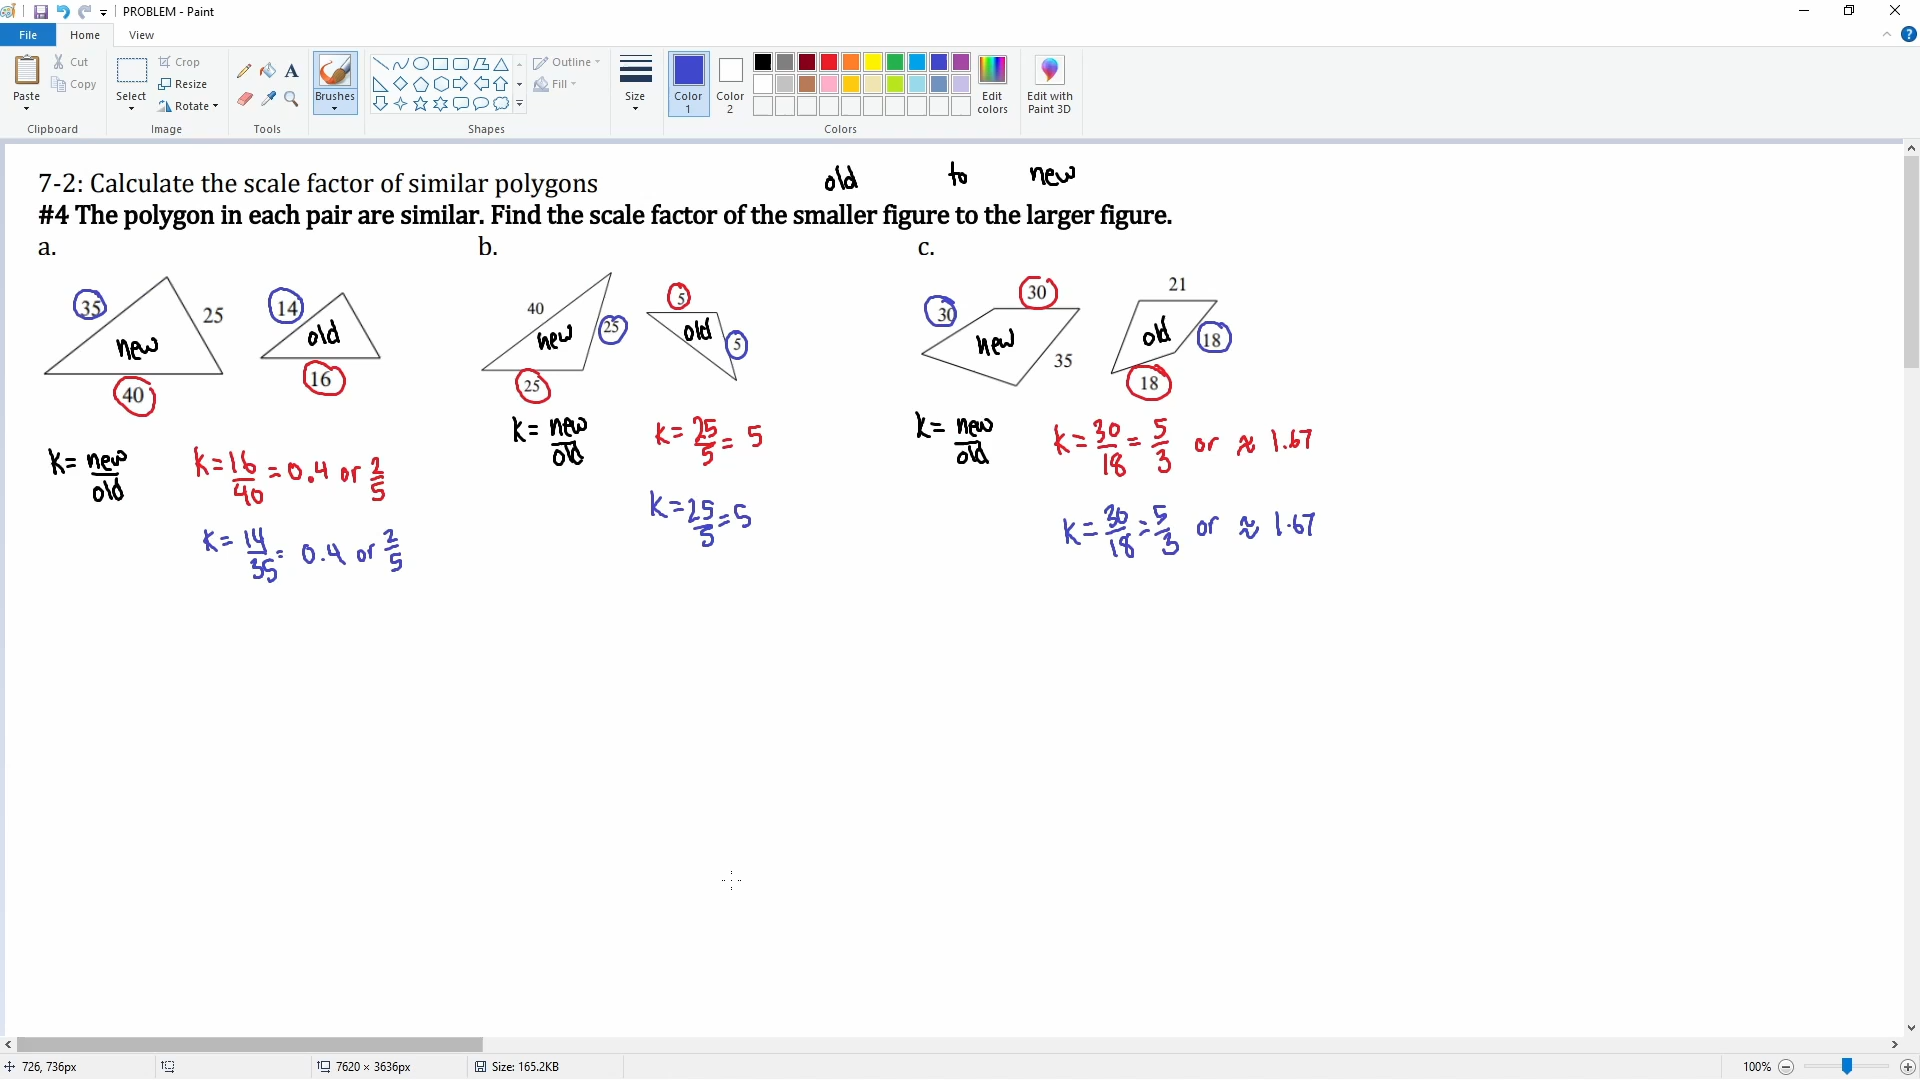 PROBLEM - Paint
File Home View
Paste
Cut
Copy
Clipboard
Select
Crop
Resize
Rotate
Image
A
Tools
Brushes
Shapes
Outline
Fill
Size
Color 1
Color 2
Colors
Edit colors
Edit with Paint 3D
old to new
7-2: Calculate the scale factor of similar polygons
#4 The polygon in each pair are similar. Find the scale factor of the smaller figure to the larger figure.
a.
35
25
new
40
14
old
16
K = new/old
K = 16/40 = 0.4 or 2/5
K = 14/35 = 0.4 or 2/5
b.
40
new
25
25
5
old
5
K = new/old
K = 25/5 = 5
K = 25/5 = 5
c.
30
30
new
35
21
old
18
18
K = new/old
K = 30/18 = 5/3 or ≈ 1.67
K = 30/18 = 5/3 or ≈ 1.67
726, 736px
7620 × 3636px
Size: 165.2KB
100%